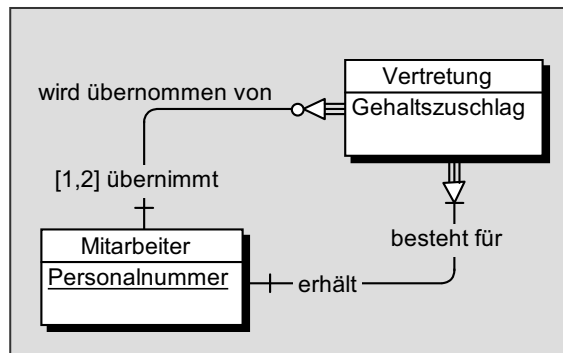 Vertretung
Gehaltszuschlag
wird übernommen von
[1,2] übernimmt
besteht für
Mitarbeiter
Personalnummer
erhält